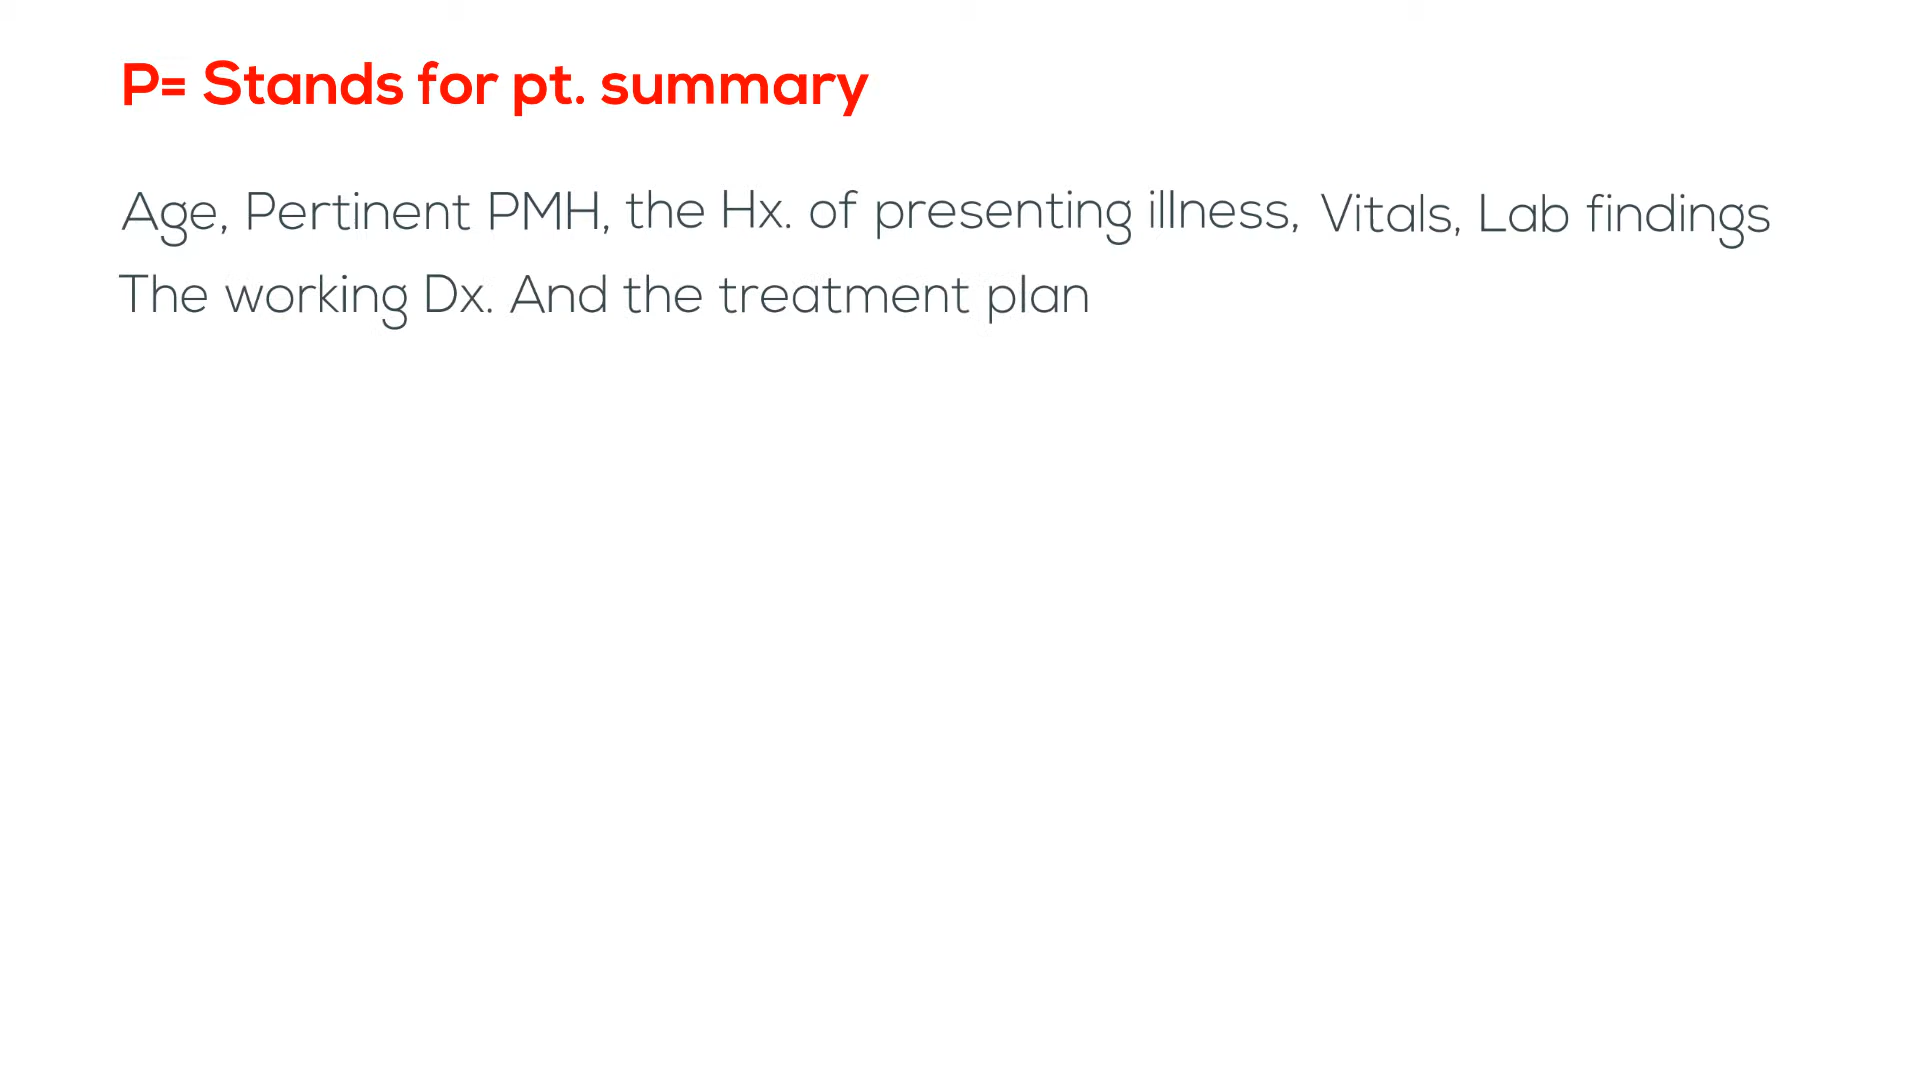 P= Stands for pt. summary
Age, Pertinent PMH, the Hx. of presenting illness, Vitals, Lab findings
The working Dx. And the treatment plan